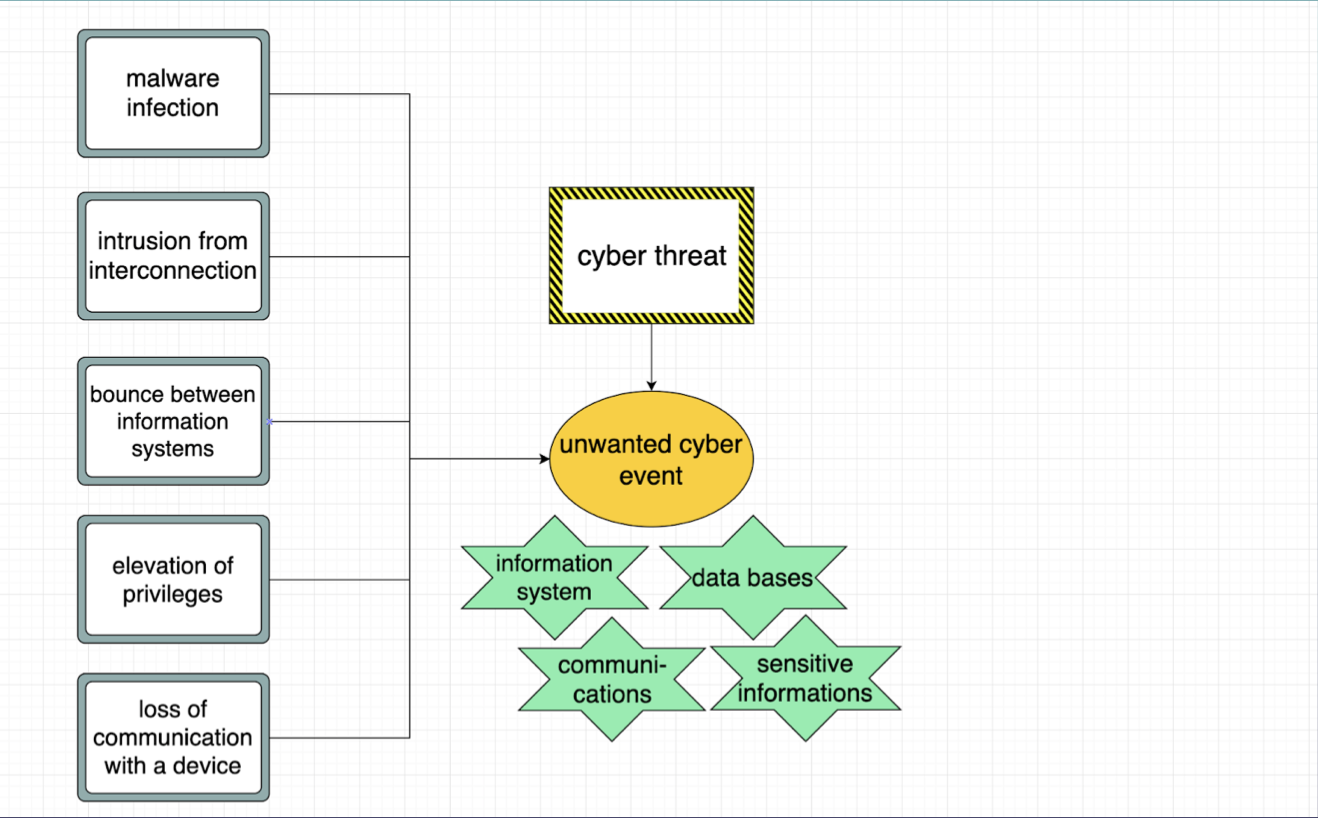 malware
infection
intrusion from
interconnection
bounce between
information
systems
elevation of
privileges
loss of
communication
with a device
cyber threat
unwanted cyber
event
information
system
data bases
communi-
cations
sensitive
informations